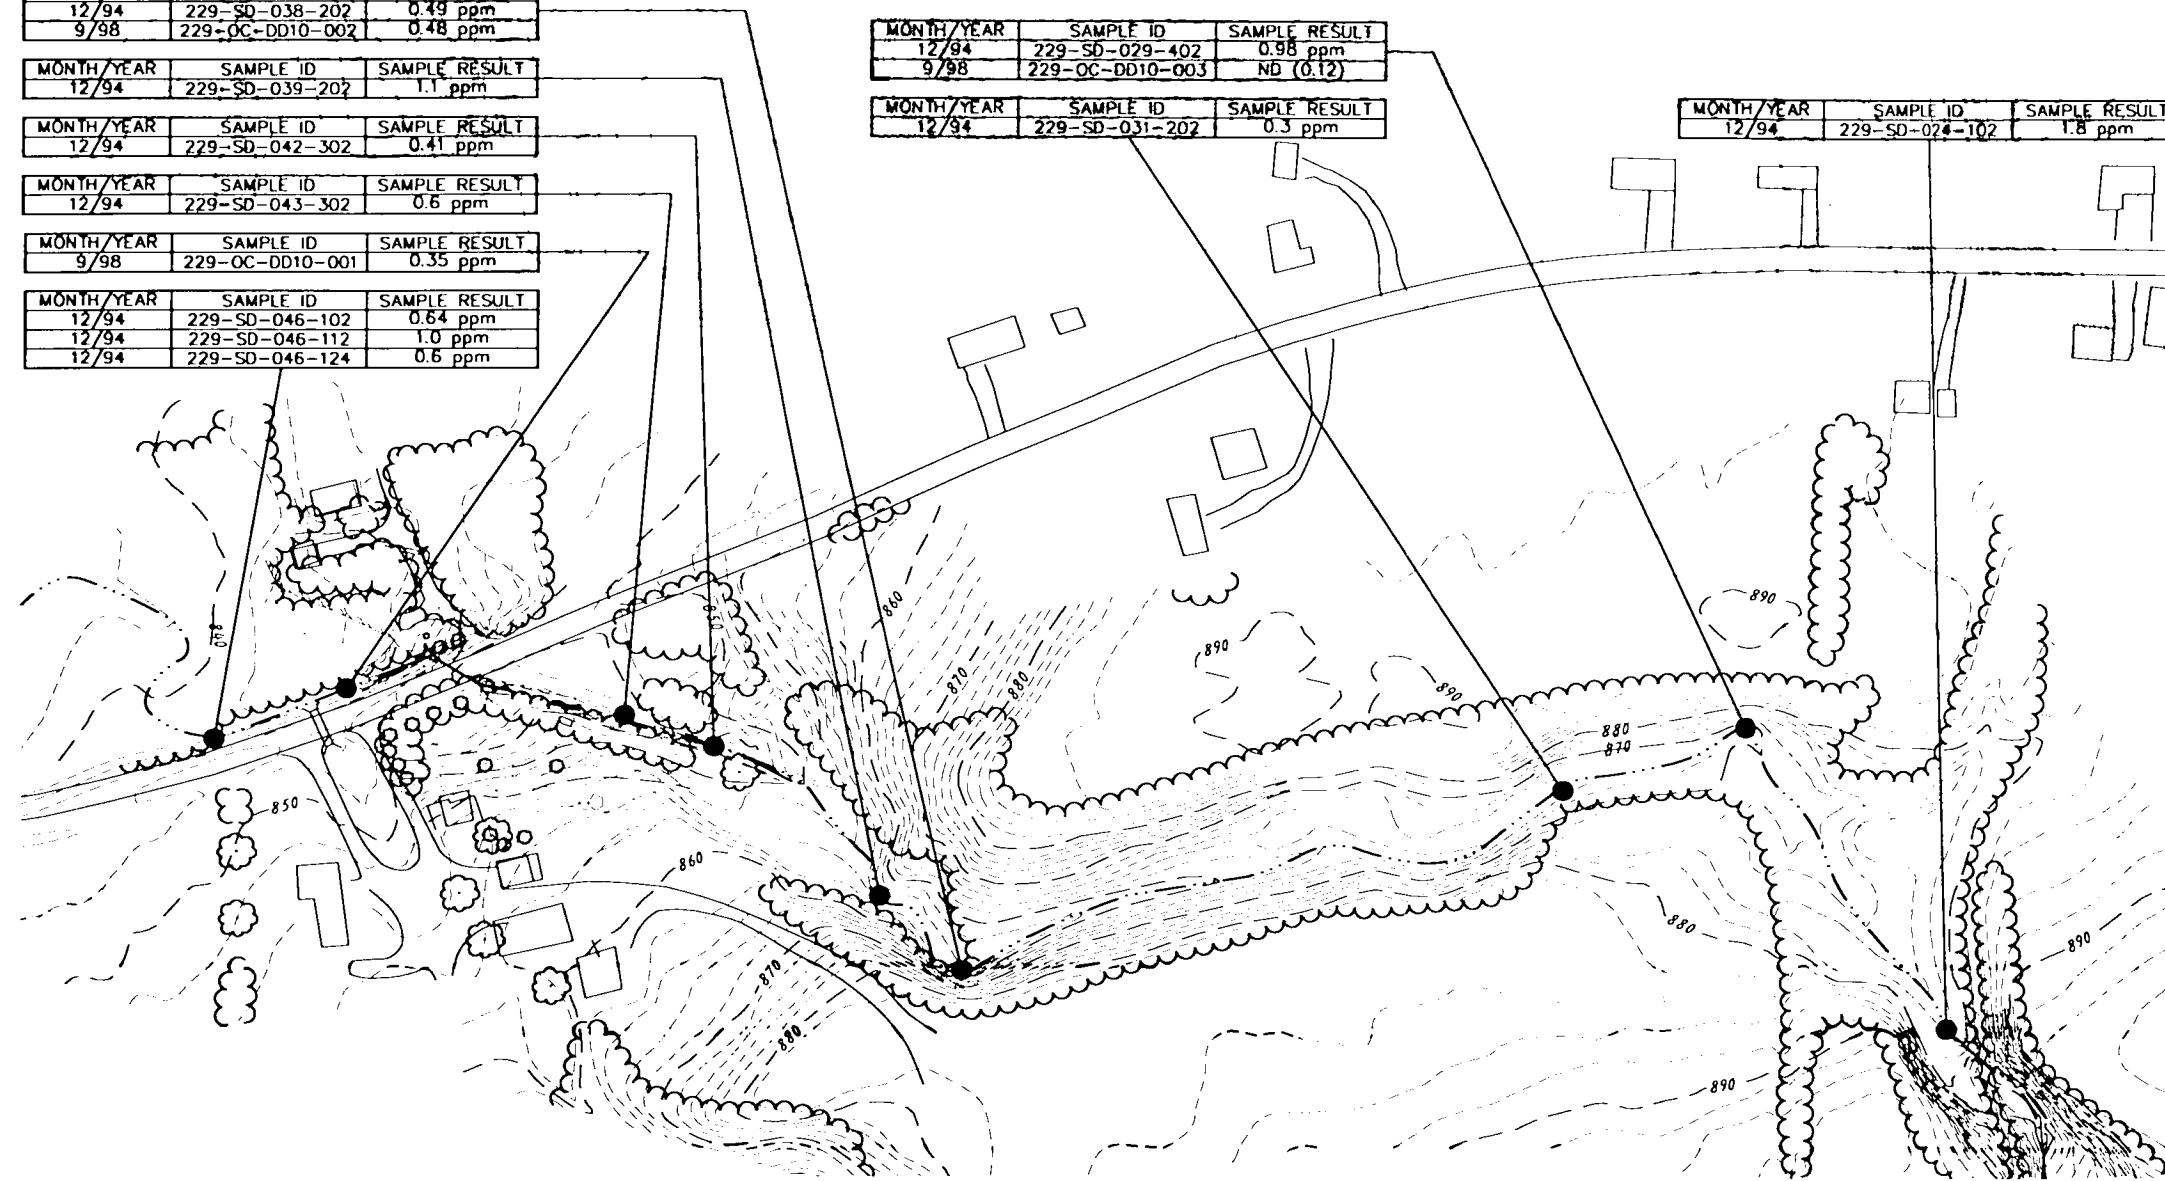 12/94 229-SD-038-202 0.49 ppm
9/98 229-OC-DD10-002 0.48 ppm
MONTH/YEAR SAMPLE ID SAMPLE RESULT
12/94 229-SD-039-202 1.1 ppm
MONTH/YEAR SAMPLE ID SAMPLE RESULT
12/94 229-SD-042-302 0.41 ppm
MONTH/YEAR SAMPLE ID SAMPLE RESULT
12/94 229-SD-043-302 0.6 ppm
MONTH/YEAR SAMPLE ID SAMPLE RESULT
9/98 229-OC-DD10-001 0.35 ppm
MONTH/YEAR SAMPLE ID SAMPLE RESULT
12/94 229-SD-046-102 0.64 ppm
12/94 229-SD-046-112 1.0 ppm
12/94 229-SD-046-124 0.6 ppm
MONTH/YEAR SAMPLE ID SAMPLE RESULT
12/94 229-SD-029-402 0.98 ppm
9/98 229-OC-DD10-003 ND (0.12)
MONTH/YEAR SAMPLE ID SAMPLE RESULT
12/94 229-SD-031-202 0.3 ppm
MONTH/YEAR SAMPLE ID SAMPLE RESULT
12/94 229-SD-024-102 1.8 ppm
840
850
860
870
880
890
890
890
880
870
850
860
870
880
880
890
890